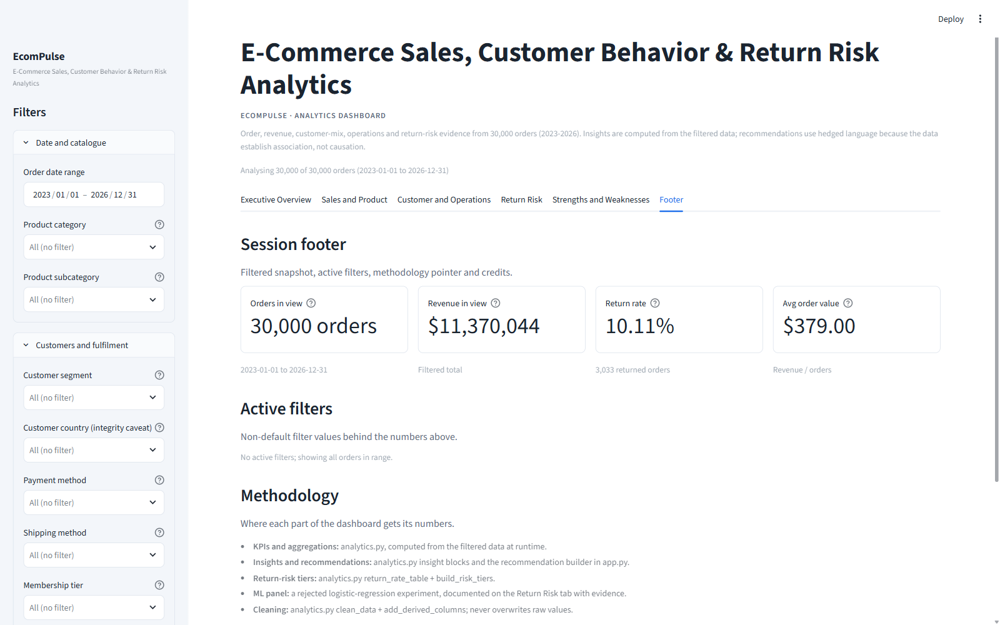 Deploy
EcomPulse
E-Commerce Sales, Customer Behavior & Return Risk
Analytics
Filters
Date and catalogue
Order date range
2023/01/01 – 2026/12/31
Product category
All (no filter)
Product subcategory
All (no filter)
Customers and fulfilment
Customer segment
All (no filter)
Customer country (integrity caveat)
All (no filter)
Payment method
All (no filter)
Shipping method
All (no filter)
Membership tier
All (no filter)
E-Commerce Sales, Customer Behavior & Return Risk
Analytics
ECOMPULSE · ANALYTICS DASHBOARD
Order, revenue, customer-mix, operations and return-risk evidence from 30,000 orders (2023-2026). Insights are computed from the filtered data; recommendations use hedged language because the data
establish association, not causation.
Analysing 30,000 of 30,000 orders (2023-01-01 to 2026-12-31)
Executive Overview Sales and Product Customer and Operations Return Risk Strengths and Weaknesses Footer
Session footer
Filtered snapshot, active filters, methodology pointer and credits.
Orders in view
30,000 orders
2023-01-01 to 2026-12-31
Revenue in view
$11,370,044
Filtered total
Return rate
10.11%
3,033 returned orders
Avg order value
$379.00
Revenue / orders
Active filters
Non-default filter values behind the numbers above.
No active filters; showing all orders in range.
Methodology
Where each part of the dashboard gets its numbers.
• KPIs and aggregations: analytics.py, computed from the filtered data at runtime.
• Insights and recommendations: analytics.py insight blocks and the recommendation builder in app.py.
• Return-risk tiers: analytics.py return_rate_table + build_risk_tiers.
• ML panel: a rejected logistic-regression experiment, documented on the Return Risk tab with evidence.
• Cleaning: analytics.py clean_data + add_derived_columns; never overwrites raw values.